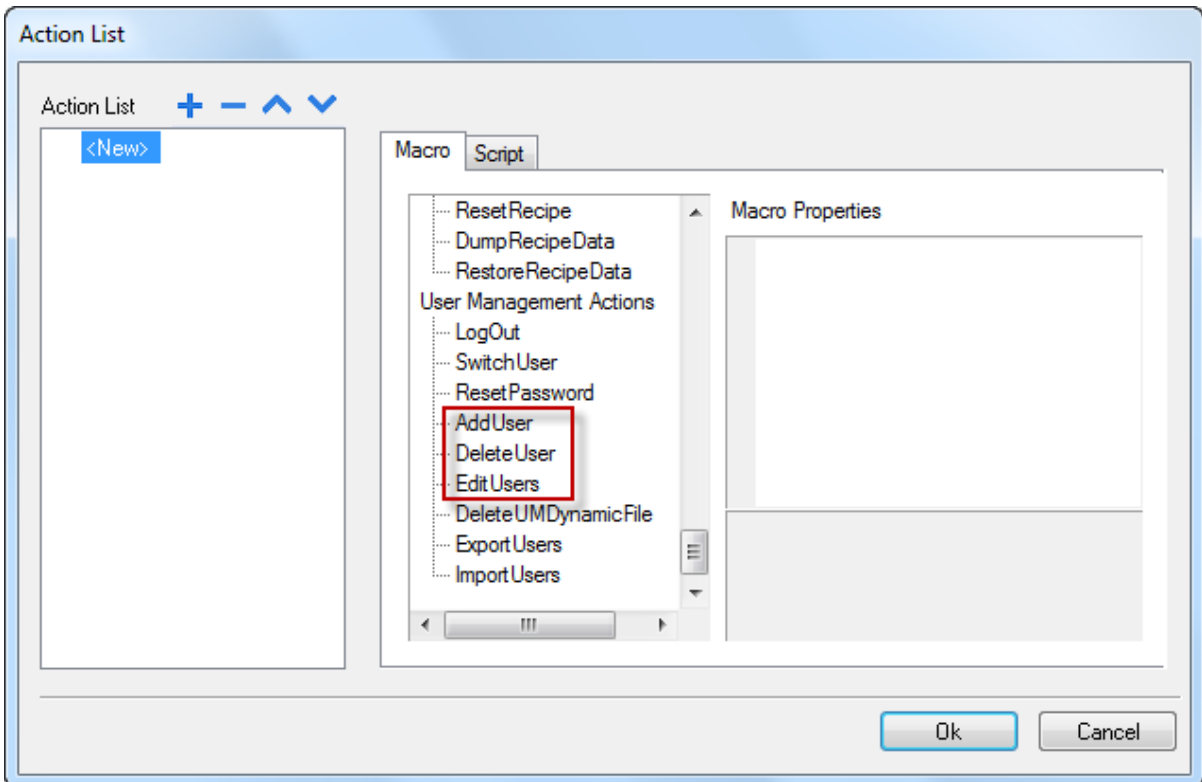 Action List
Action List
<New>
Macro
Script
ResetRecipe
DumpRecipeData
RestoreRecipeData
User Management Actions
LogOut
SwitchUser
ResetPassword
AddUser
DeleteUser
EditUsers
DeleteUMDynamicFile
ExportUsers
ImportUsers
Macro Properties
Ok
Cancel